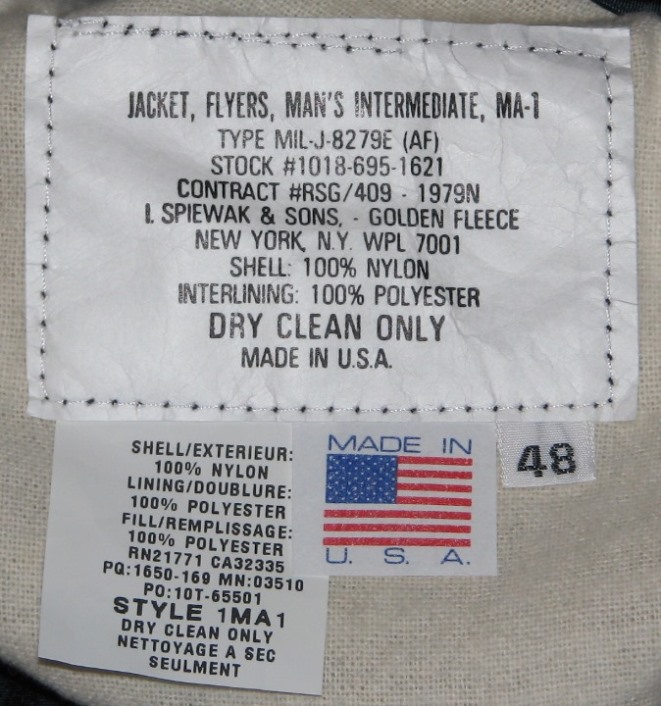 JACKET, FLYERS, MAN'S INTERMEDIATE, MA-1
TYPE MIL-J-8279E (AF)
STOCK #1018-695-1621
CONTRACT #RSG/409 - 1979N
I. SPIEWAK & SONS, - GOLDEN FLEECE
NEW YORK, N.Y. WPL 7001
SHELL: 100% NYLON
INTERLINING: 100% POLYESTER
DRY CLEAN ONLY
MADE IN U.S.A.
SHELL/EXTERIEUR:
100% NYLON
LINING/DOUBLURE:
100% POLYESTER
FILL/REMPLISSAGE:
100% POLYESTER
RN21771 CA32335
PQ:1650-169 MN:03510
PO:10T-65501
STYLE 1MA1
DRY CLEAN ONLY
NETTOYAGE A SEC
SEULMENT
MADE IN
U. S. A.
48